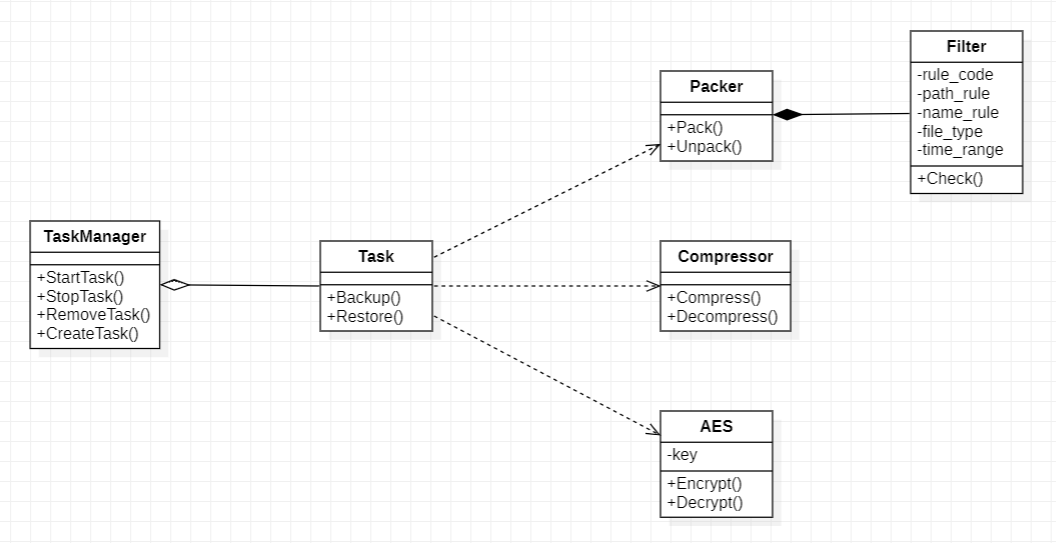 TaskManager
+StartTask()
+StopTask()
+RemoveTask()
+CreateTask()
Task
+Backup()
+Restore()
Packer
+Pack()
+Unpack()
Filter
-rule_code
-path_rule
-name_rule
-file_type
-time_range
+Check()
Compressor
+Compress()
+Decompress()
AES
-key
+Encrypt()
+Decrypt()